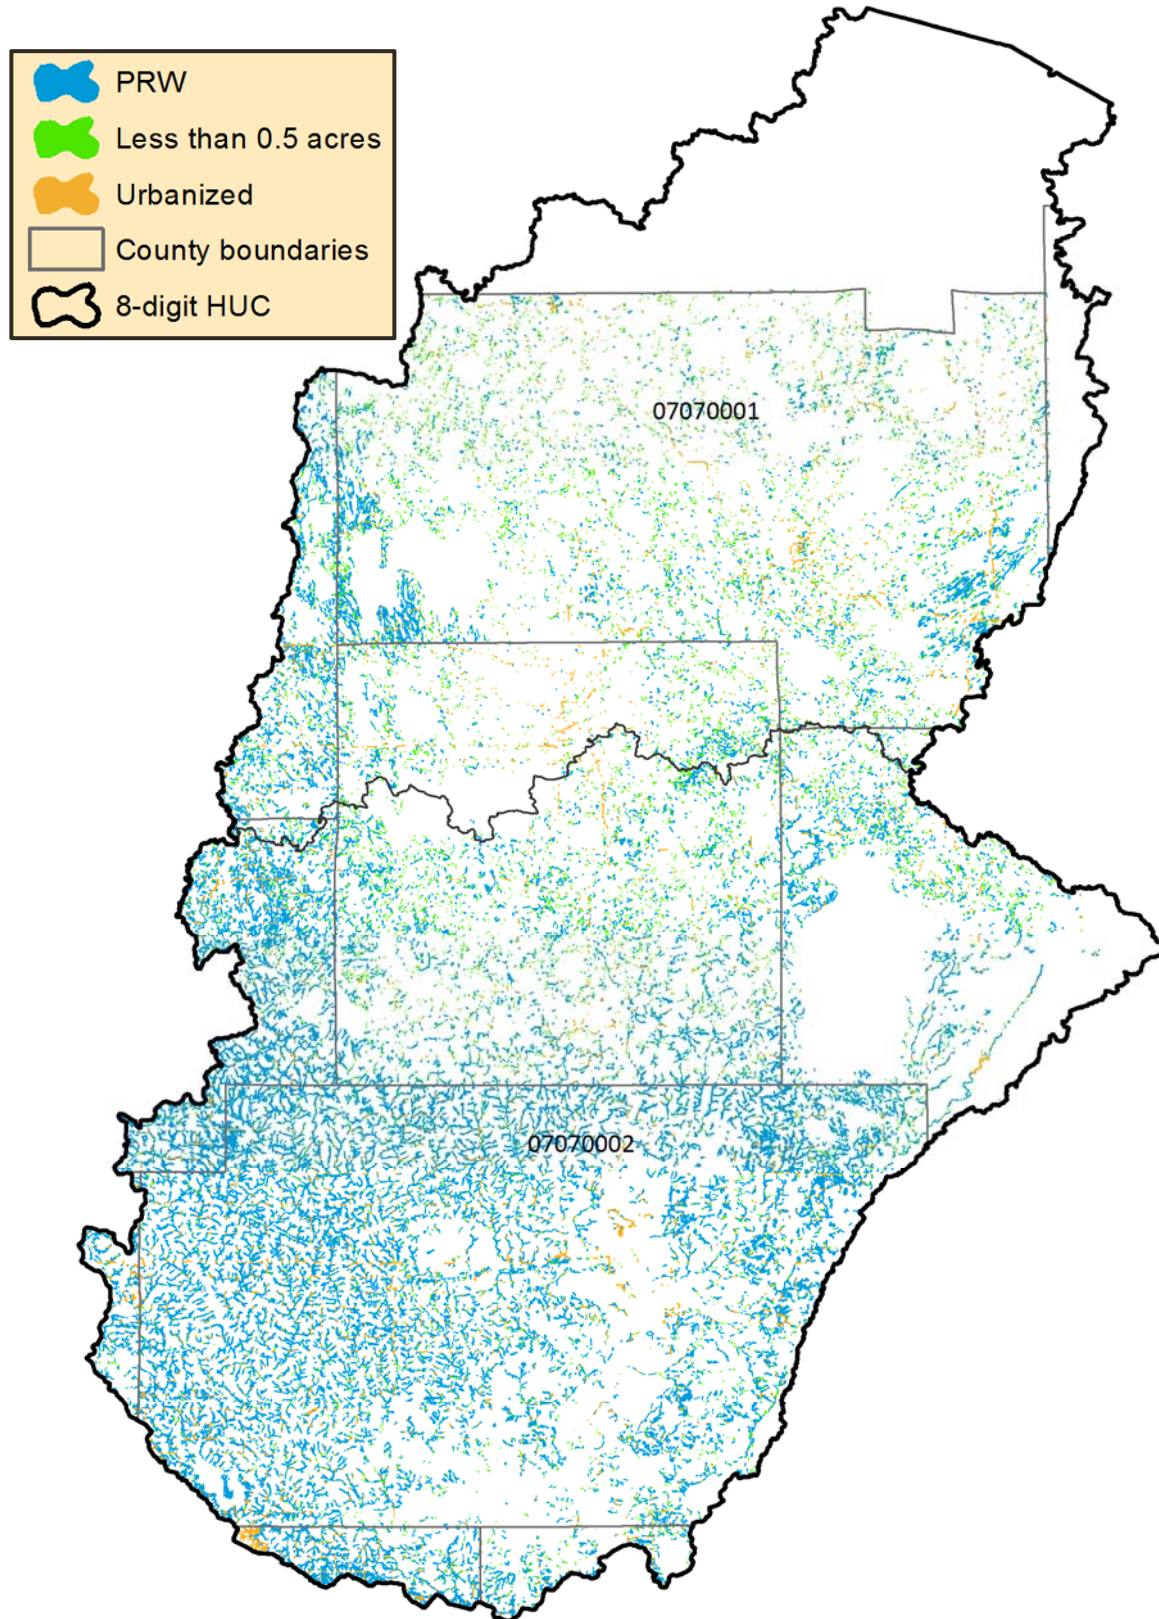 PRW
Less than 0.5 acres
Urbanized
County boundaries
8-digit HUC
07070001
07070002